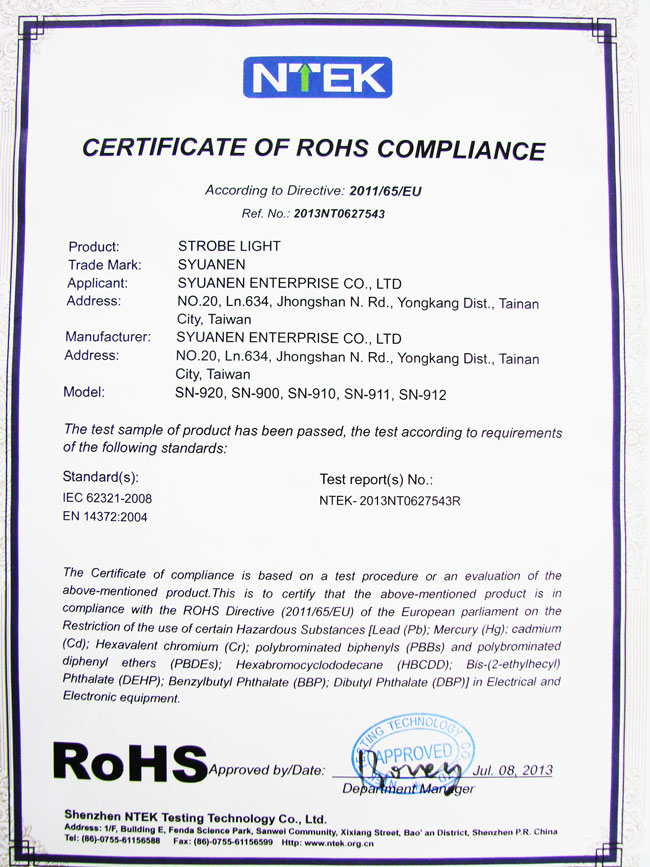 NTEK
CERTIFICATE OF ROHS COMPLIANCE
According to Directive: 2011/65/EU
Ref. No.: 2013NT0627543
Product: STROBE LIGHT
Trade Mark: SYUANEN
Applicant: SYUANEN ENTERPRISE CO., LTD
Address: NO.20, Ln.634, Jhongshan N. Rd., Yongkang Dist., Tainan
City, Taiwan
Manufacturer: SYUANEN ENTERPRISE CO., LTD
Address: NO.20, Ln.634, Jhongshan N. Rd., Yongkang Dist., Tainan
City, Taiwan
Model: SN-920, SN-900, SN-910, SN-911, SN-912
The test sample of product has been passed, the test according to requirements
of the following standards:
Standard(s): Test report(s) No.:
IEC 62321-2008 NTEK- 2013NT0627543R
EN 14372:2004
The Certificate of compliance is based on a test procedure or an evaluation of the
above-mentioned product.This is to certify that the above-mentioned product is in
compliance with the ROHS Directive (2011/65/EU) of the European parliament on the
Restriction of the use of certain Hazardous Substances [Lead (Pb); Mercury (Hg); cadmium
(Cd); Hexavalent chromium (Cr); polybrominated biphenyls (PBBs) and polybrominated
diphenyl ethers (PBDEs); Hexabromocyclododecane (HBCDD); Bis-(2-ethylhecyl)
Phthalate (DEHP); Benzylbutyl Phthalate (BBP); Dibutyl Phthalate (DBP)] in Electrical and
Electronic equipment.
TESTING TECHNOLOGY CO
APPROVED
RoHS Approved by/Date: Jul. 08, 2013
Department Manager
Shenzhen NTEK Testing Technology Co., Ltd.
Address: 1/F, Building E, Fenda Science Park, Sanwei Community, Xixiang Street, Bao' an District, Shenzhen P.R. China
Tel: (86)-0755-61156588 Fax: (86)-0755-61156599 Http: www.ntek.org.cn